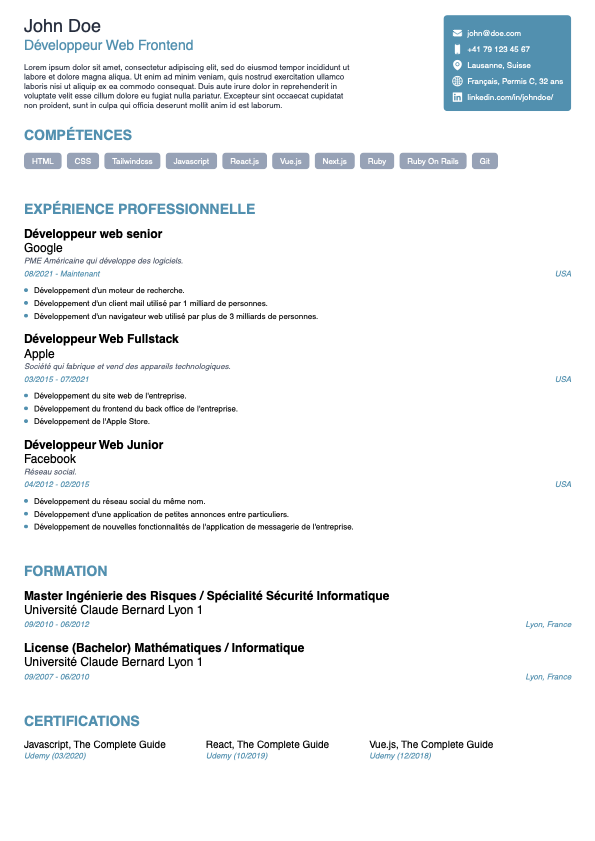 John Doe
Développeur Web Frontend
Lorem ipsum dolor sit amet, consectetur adipiscing elit, sed do eiusmod tempor incididunt ut
labore et dolore magna aliqua. Ut enim ad minim veniam, quis nostrud exercitation ullamco
laboris nisi ut aliquip ex ea commodo consequat. Duis aute irure dolor in reprehenderit in
voluptate velit esse cillum dolore eu fugiat nulla pariatur. Excepteur sint occaecat cupidatat
non proident, sunt in culpa qui officia deserunt mollit anim id est laborum.
john@doe.com
+41 79 123 45 67
Lausanne, Suisse
Français, Permis C, 32 ans
linkedin.com/in/johndoe/
COMPÉTENCES
HTML CSS Tailwindcss Javascript React.js Vue.js Next.js Ruby Ruby On Rails Git
EXPÉRIENCE PROFESSIONNELLE
Développeur web senior
Google
PME Américaine qui développe des logiciels.
08/2021 - Maintenant USA
Développement d'un moteur de recherche.
Développement d'un client mail utilisé par 1 milliard de personnes.
Développement d'un navigateur web utilisé par plus de 3 milliards de personnes.
Développeur Web Fullstack
Apple
Société qui fabrique et vend des appareils technologiques.
03/2015 - 07/2021 USA
Développement du site web de l'entreprise.
Développement du frontend du back office de l'entreprise.
Développement de l'Apple Store.
Développeur Web Junior
Facebook
Réseau social.
04/2012 - 02/2015 USA
Développement du réseau social du même nom.
Développement d'une application de petites annonces entre particuliers.
Développement de nouvelles fonctionnalités de l'application de messagerie de l'entreprise.
FORMATION
Master Ingénierie des Risques / Spécialité Sécurité Informatique
Université Claude Bernard Lyon 1
09/2010 - 06/2012 Lyon, France
License (Bachelor) Mathématiques / Informatique
Université Claude Bernard Lyon 1
09/2007 - 06/2010 Lyon, France
CERTIFICATIONS
Javascript, The Complete Guide React, The Complete Guide Vue.js, The Complete Guide
Udemy (03/2020) Udemy (10/2019) Udemy (12/2018)